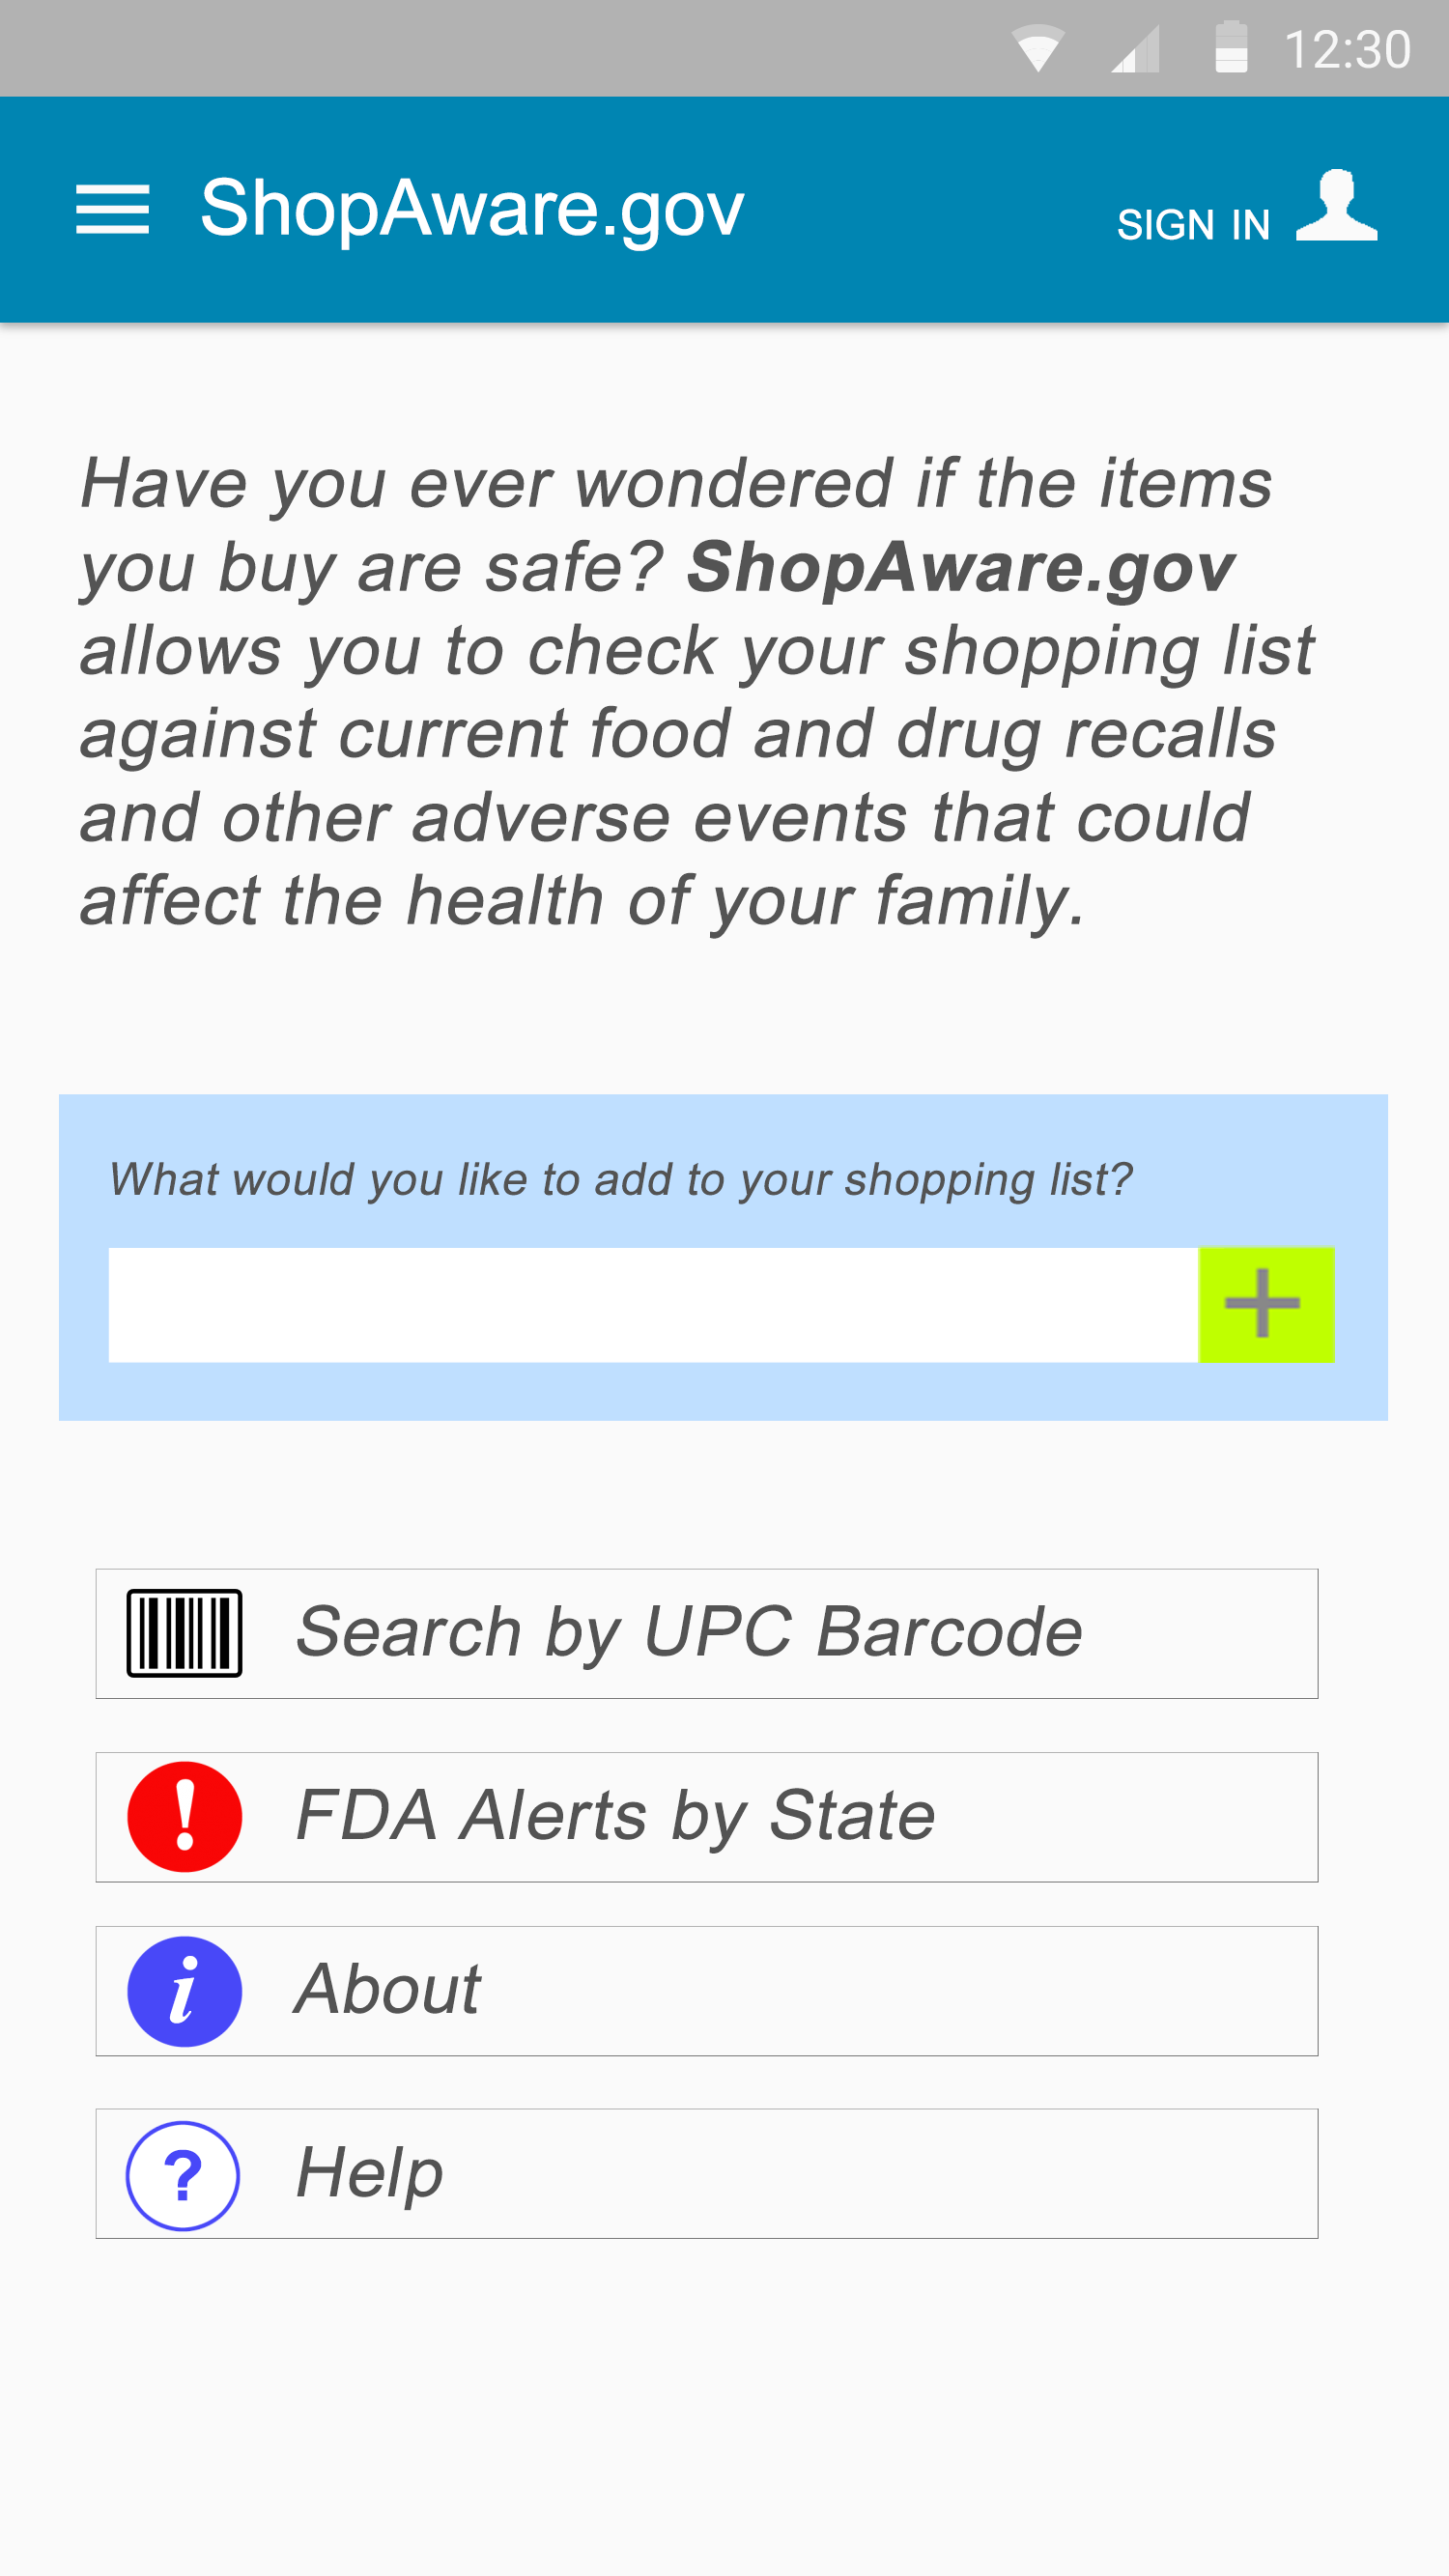 12:30
ShopAware.gov
SIGN IN
Have you ever wondered if the items
you buy are safe? ShopAware.gov
allows you to check your shopping list
against current food and drug recalls
and other adverse events that could
affect the health of your family.
What would you like to add to your shopping list?
Search by UPC Barcode
FDA Alerts by State
About
Help